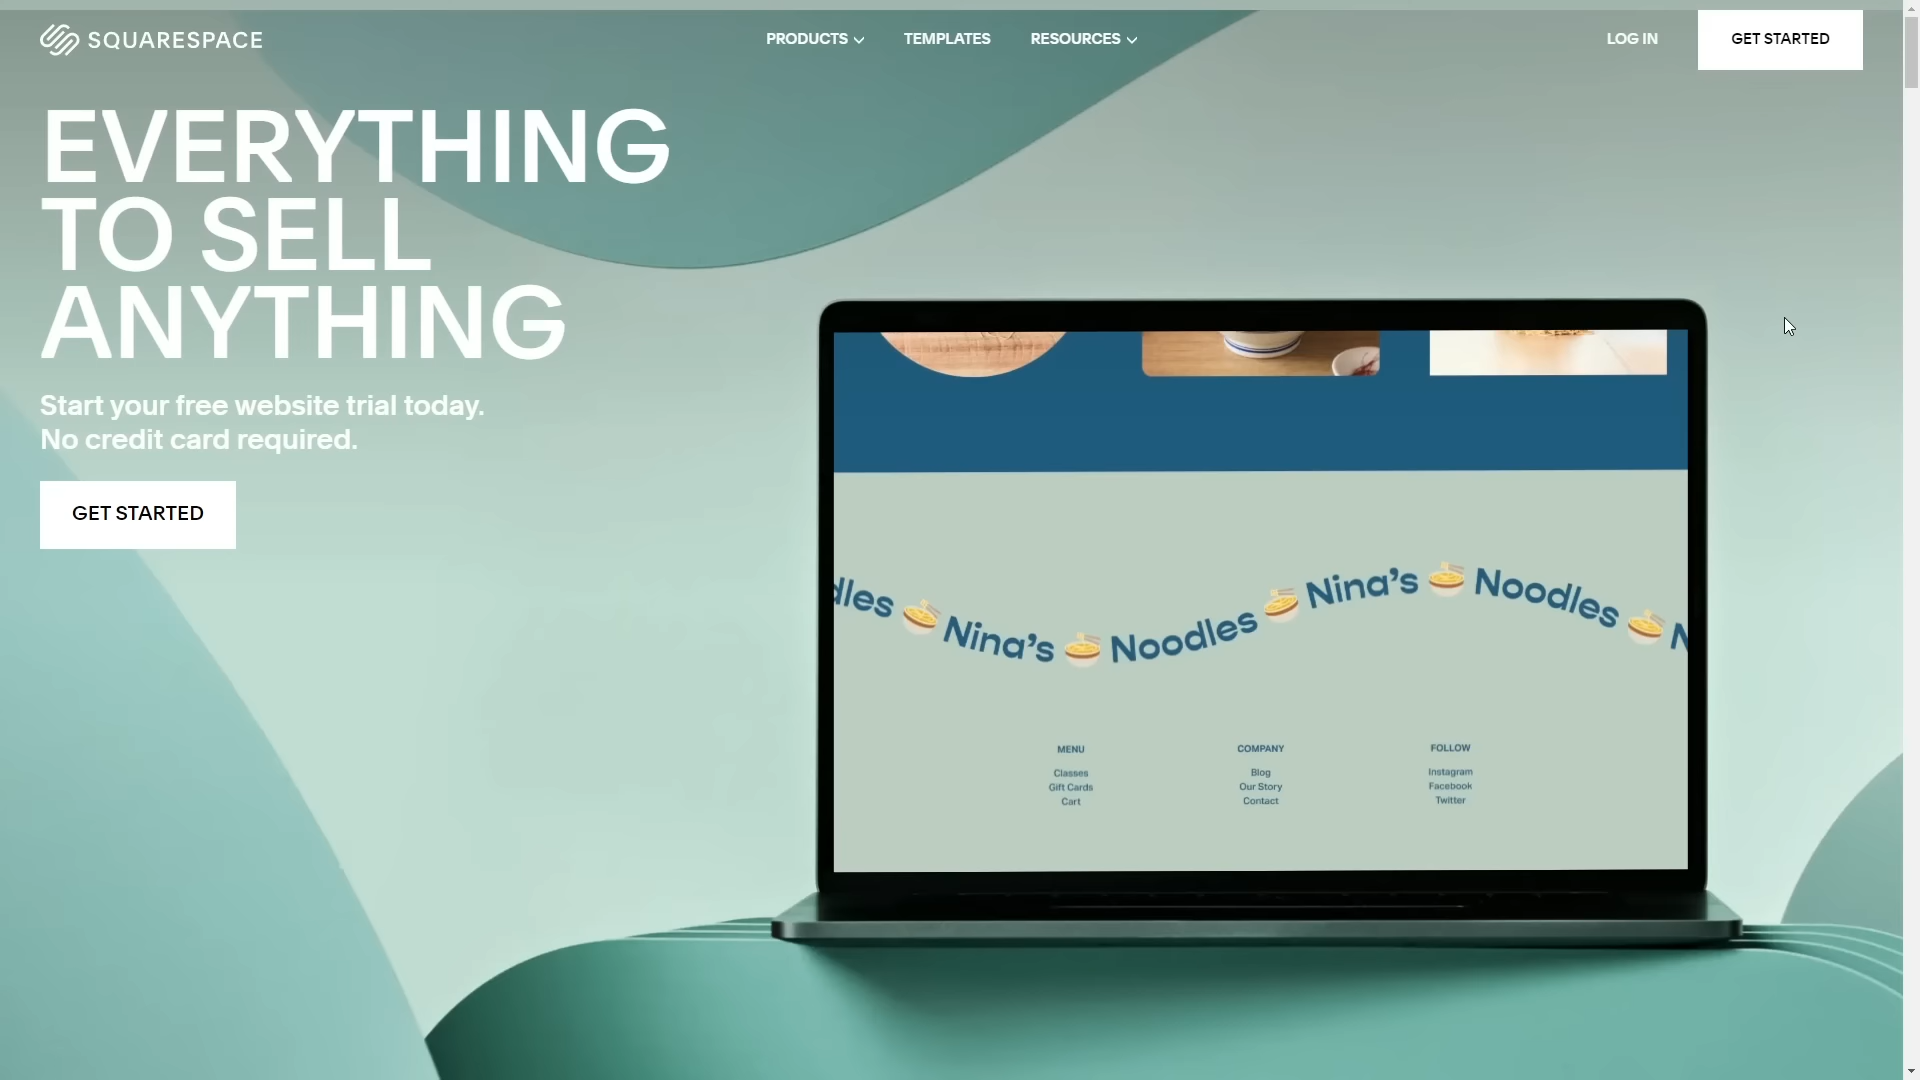 SQUARESPACE
PRODUCTS
TEMPLATES
RESOURCES
LOG IN
GET STARTED
EVERYTHING
TO SELL
ANYTHING
Start your free website trial today.
No credit card required.
GET STARTED
dles Nina’s Noodles Nina’s Noodles N
MENU
Classes
Gift Cards
Cart
COMPANY
Blog
Our Story
Contact
FOLLOW
Instagram
Facebook
Twitter